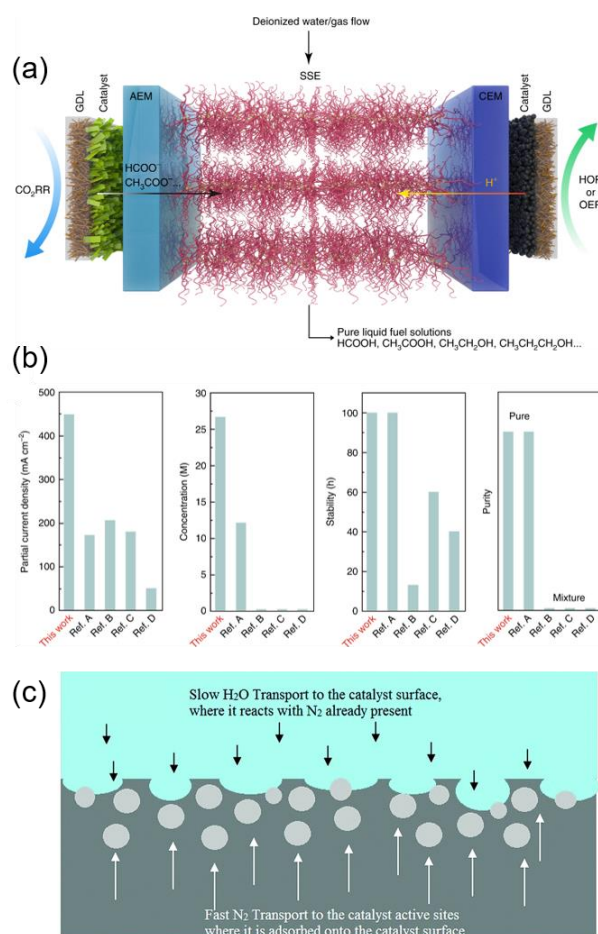 (a)
Deionized water/gas flow
SSE
GDL
Catalyst
AEM
CEM
Catalyst
GDL
CO₂RR
HCOO⁻
CH₃COO⁻...
H⁺
HOR
or
OER
Pure liquid fuel solutions
HCOOH, CH₃COOH, CH₃CH₂OH, CH₃CH₂CH₂OH...
(b)
Partial current density (mA cm⁻²)
500
450
400
300
200
100
0
This work
Ref. A
Ref. B
Ref. C
Ref. D
Concentration (M)
30
25
20
15
10
5
0
This work
Ref. A
Ref. B
Ref. C
Ref. D
Stability (h)
100
80
60
40
20
0
This work
Ref. A
Ref. B
Ref. C
Ref. D
Purity
Pure
Mixture
This work
Ref. A
Ref. B
Ref. C
Ref. D
(c)
Slow H₂O Transport to the catalyst surface,
where it reacts with N₂ already present
Fast N₂ Transport to the catalyst active sites
where it is adsorbed onto the catalyst surface